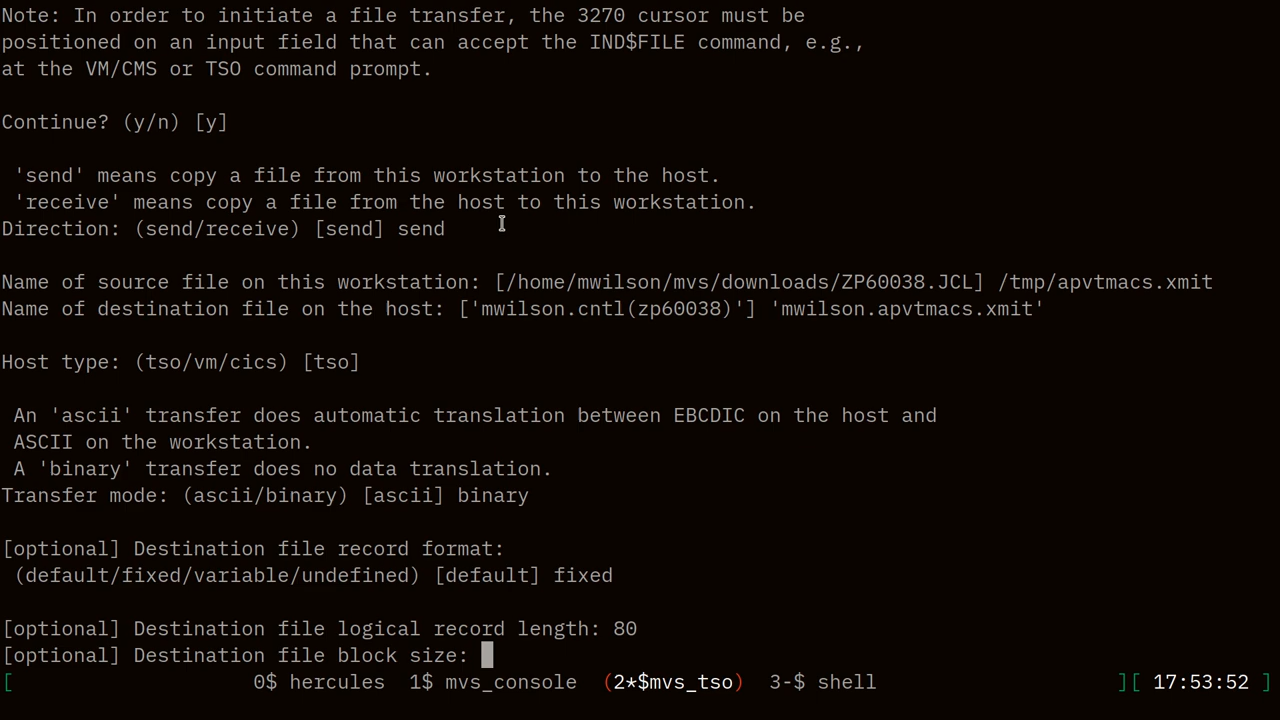 Note: In order to initiate a file transfer, the 3270 cursor must be
positioned on an input field that can accept the IND$FILE command, e.g.,
at the VM/CMS or TSO command prompt.
Continue? (y/n) [y]
'send' means copy a file from this workstation to the host.
'receive' means copy a file from the host to this workstation.
Direction: (send/receive) [send] send
Name of source file on this workstation: [/home/mwilson/mvs/downloads/ZP60038.JCL] /tmp/apvtmacs.xmit
Name of destination file on the host: ['mwilson.cntl(zp60038)'] 'mwilson.apvtmacs.xmit'
Host type: (tso/vm/cics) [tso]
An 'ascii' transfer does automatic translation between EBCDIC on the host and
ASCII on the workstation.
A 'binary' transfer does no data translation.
Transfer mode: (ascii/binary) [ascii] binary
[optional] Destination file record format:
(default/fixed/variable/undefined) [default] fixed
[optional] Destination file logical record length: 80
[optional] Destination file block size:
[ 0$ hercules 1$ mvs_console (2*$mvs_tso) 3-$ shell ][ 17:53:52 ]